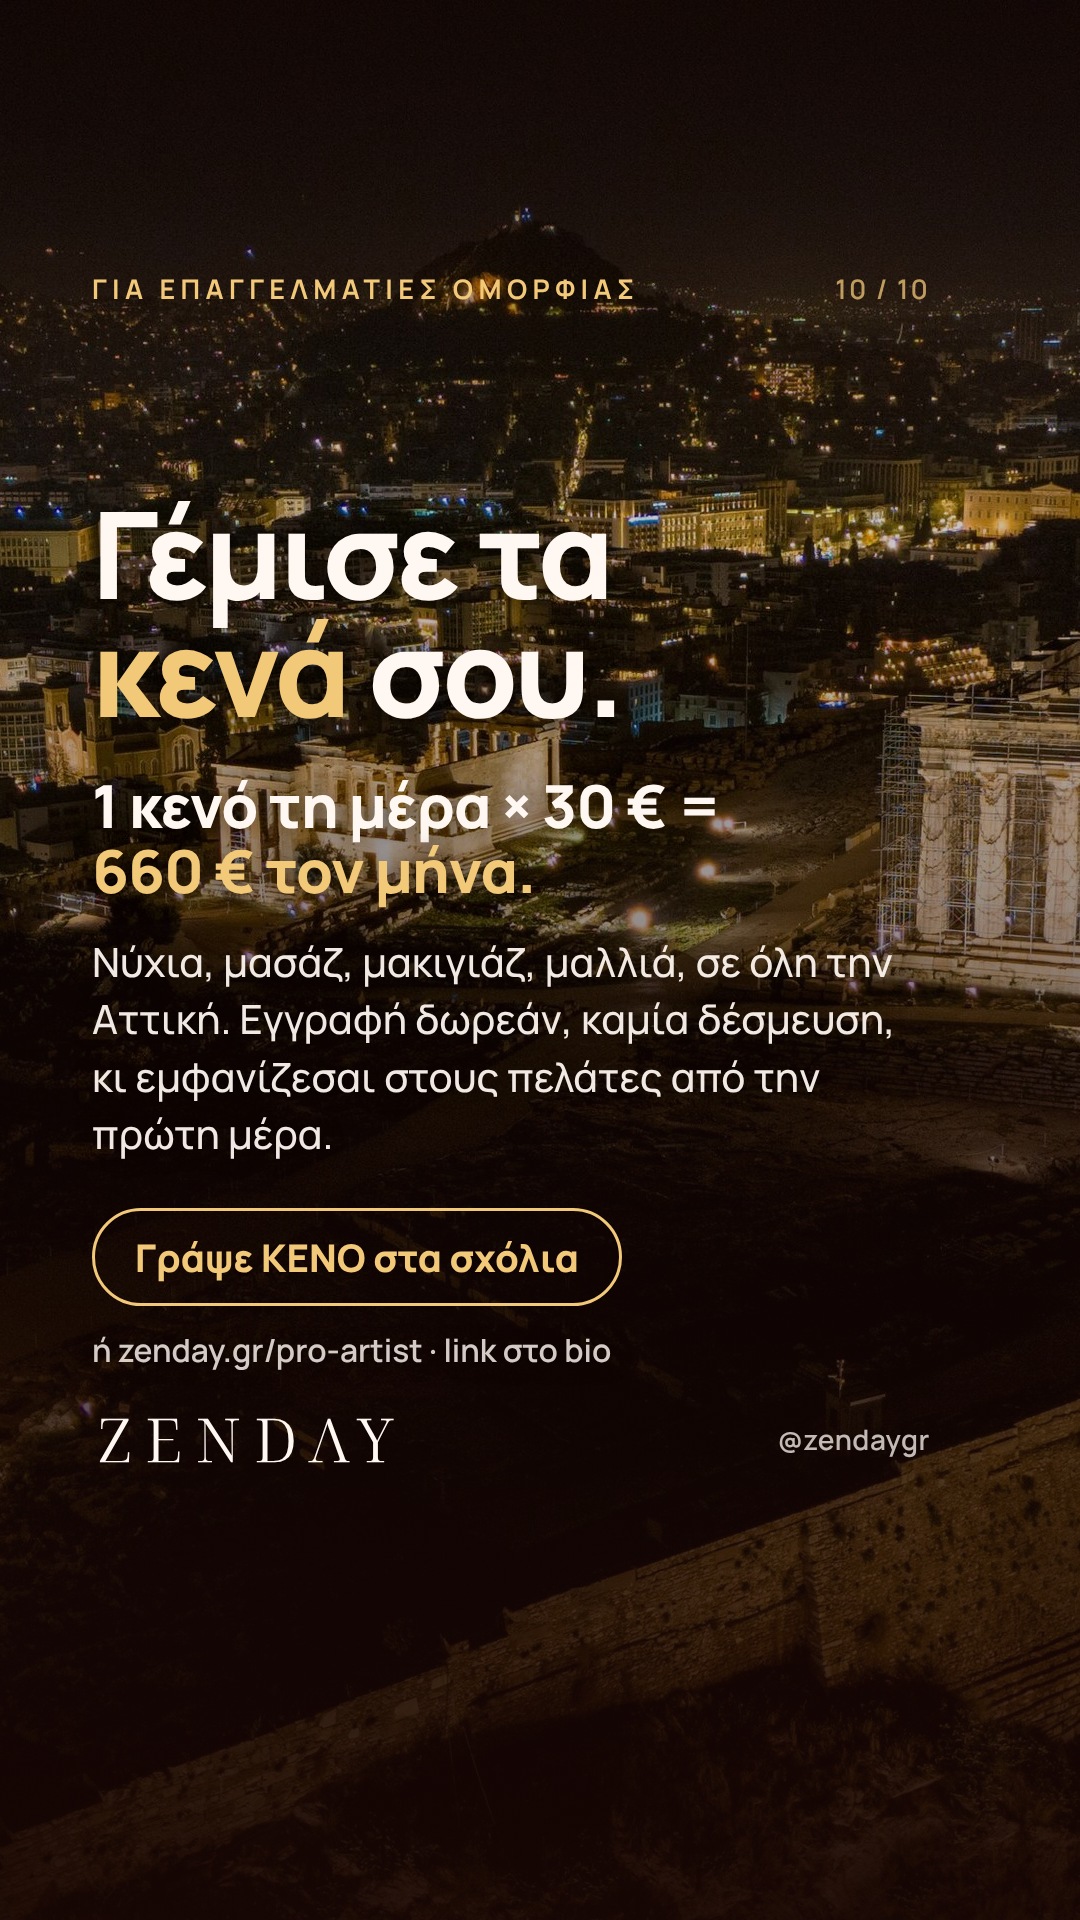 ΓΙΑ ΕΠΑΓΓΕΛΜΑΤΙΕΣ ΟΜΟΡΦΙΑΣ
10 / 10
Γέμισε τα
κενά σου.
1 κενό τη μέρα × 30 € =
660 € τον μήνα.
Νύχια, μασάζ, μακιγιάζ, μαλλιά, σε όλη την
Αττική. Εγγραφή δωρεάν, καμία δέσμευση,
κι εμφανίζεσαι στους πελάτες από την
πρώτη μέρα.
Γράψε ΚΕΝΟ στα σχόλια
ή zenday.gr/pro-artist · link στο bio
ZENDAY
@zendaygr